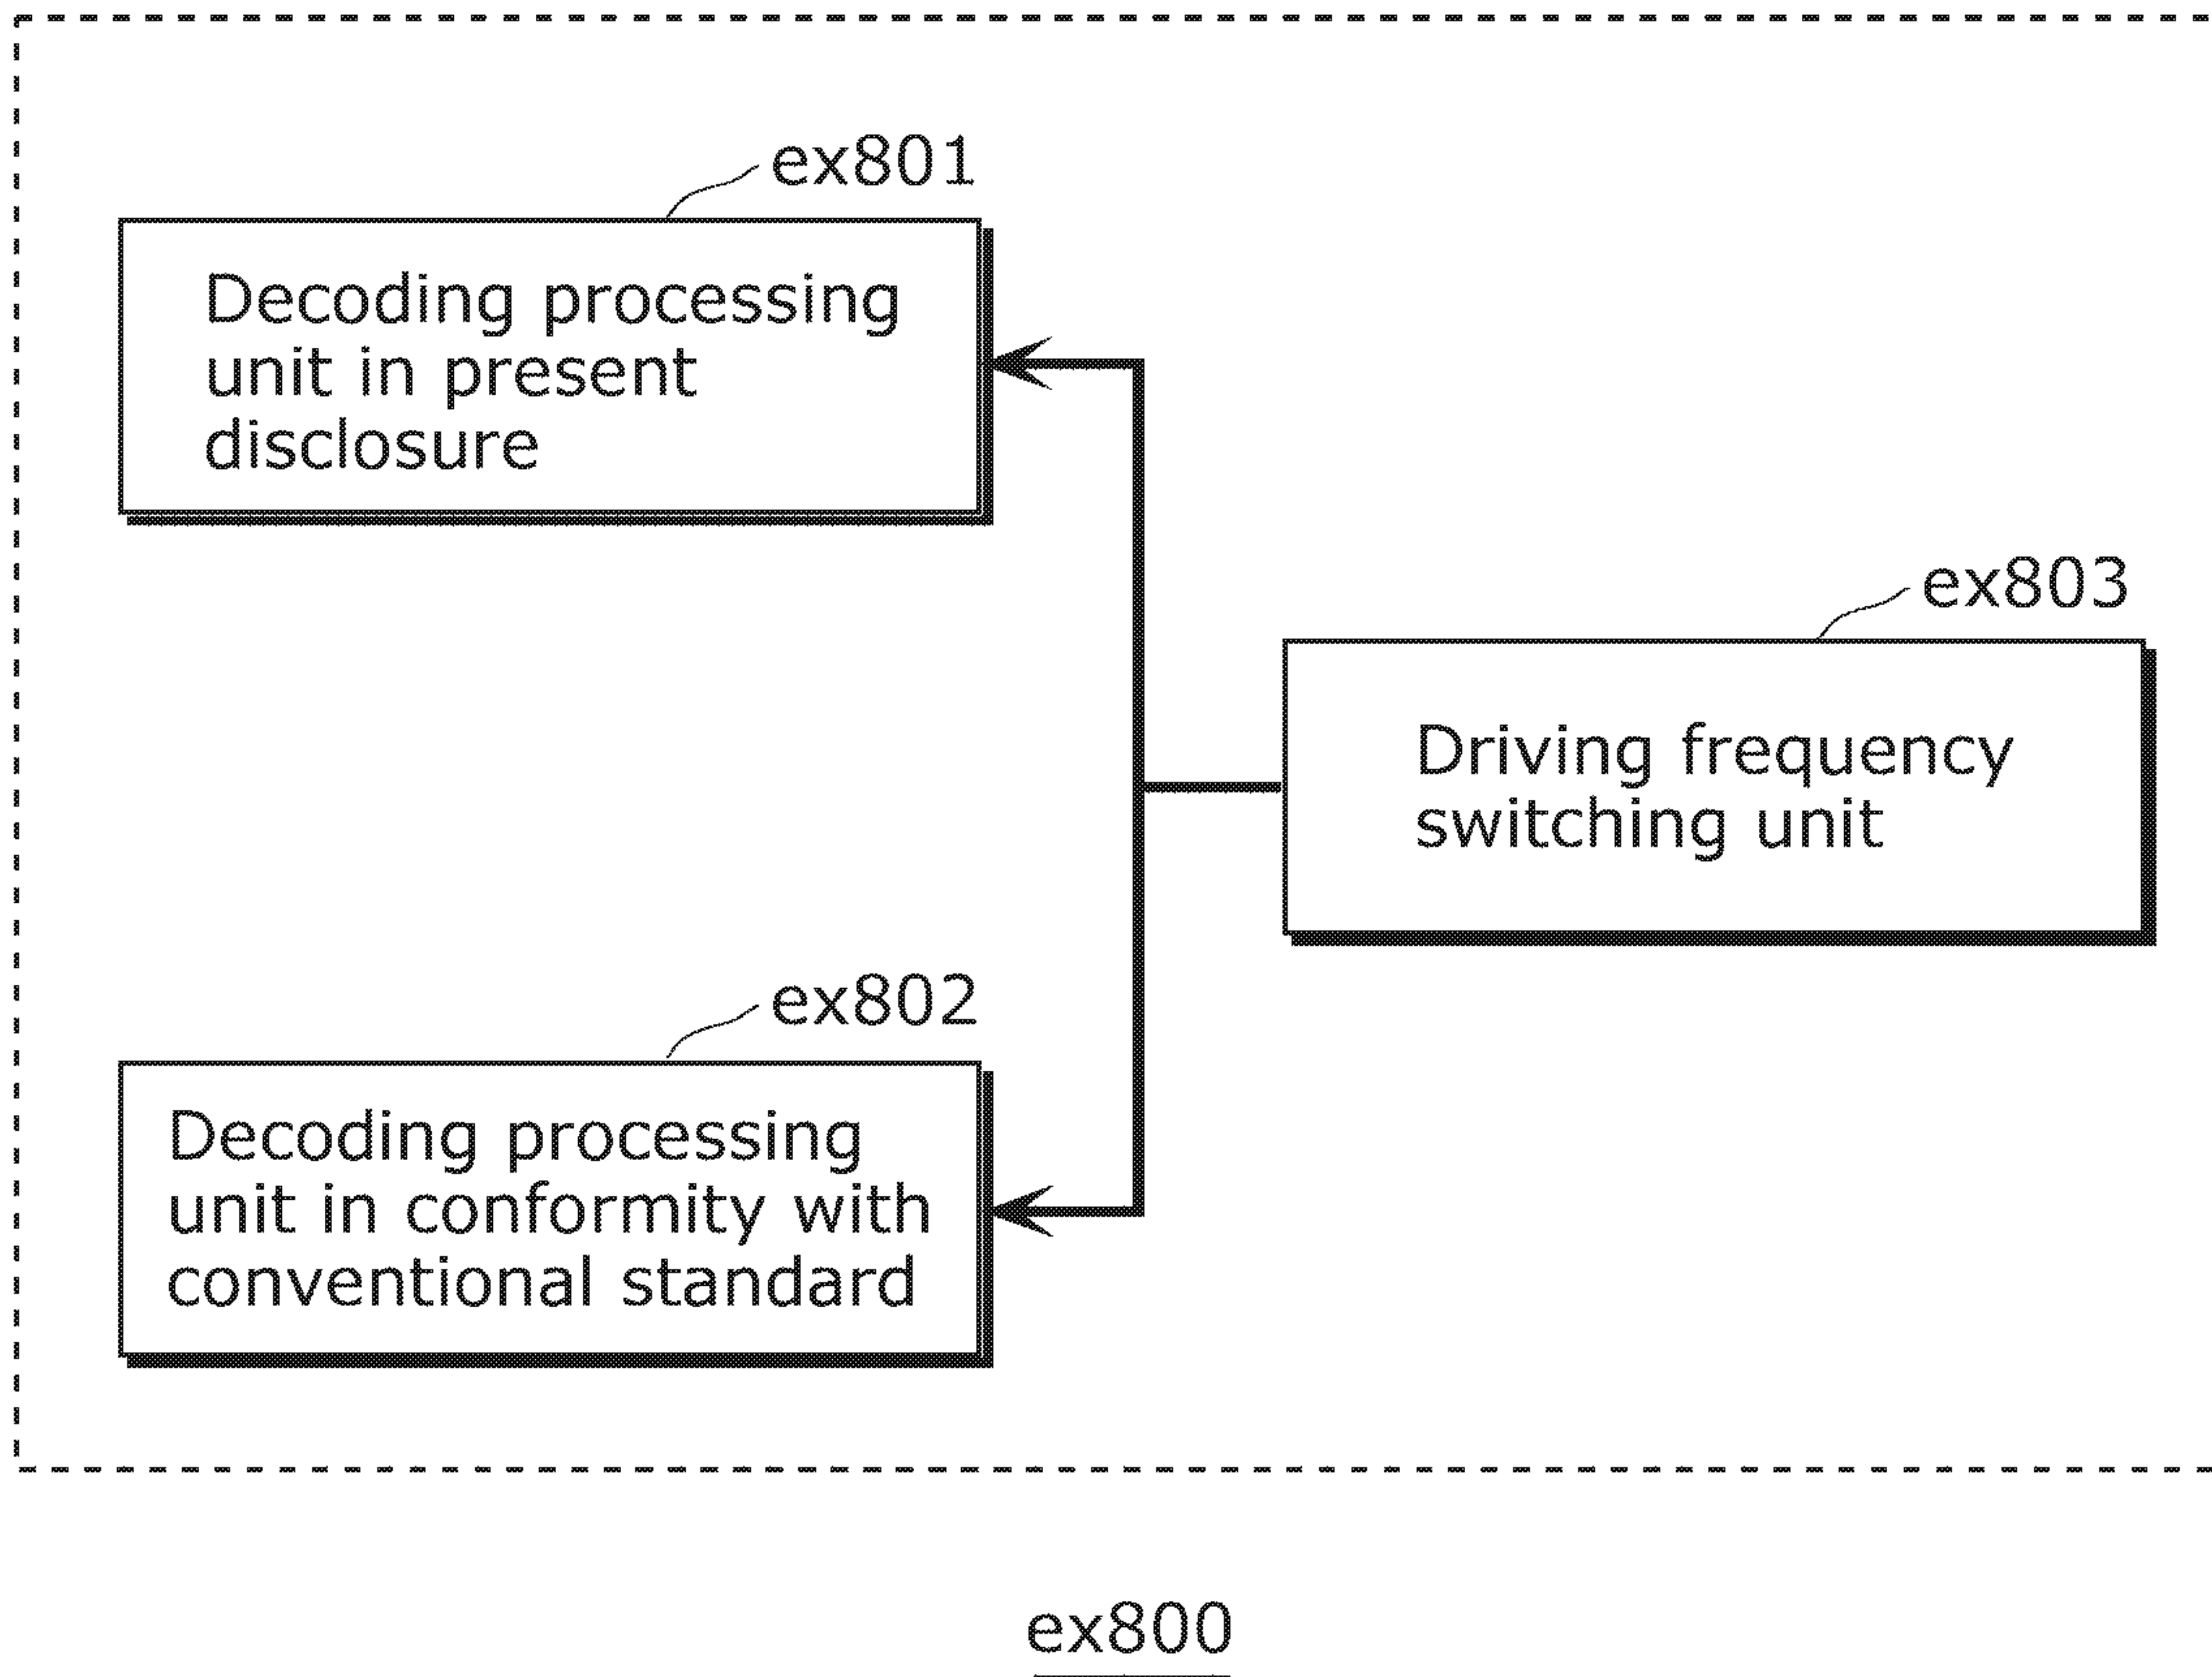 ex801
Decoding processing
unit in present
disclosure
ex803
Driving frequency
switching unit
ex802
Decoding processing
unit in conformity with
conventional standard
ex800